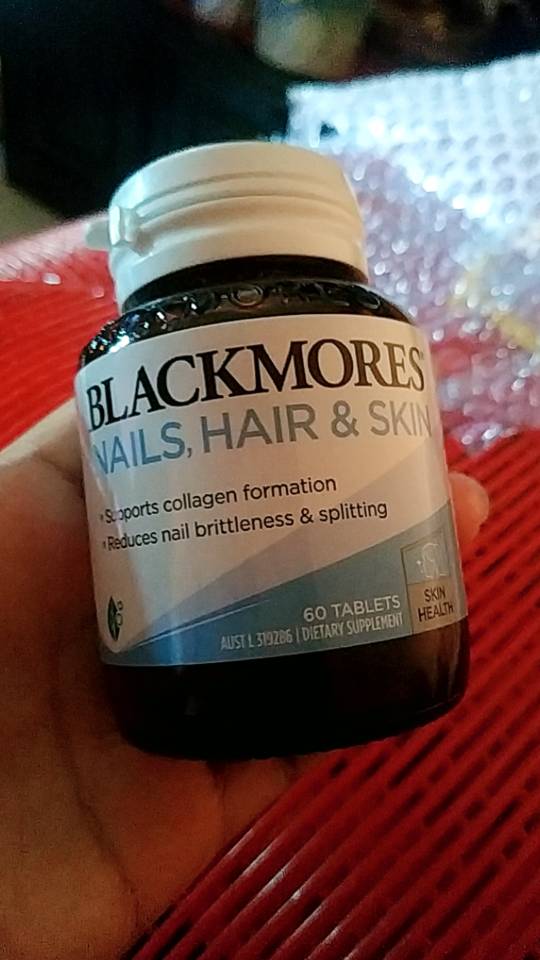 BLACKMORES®
NAILS, HAIR & SKIN
• Supports collagen formation
• Reduces nail brittleness & splitting
60 TABLETS
AUST L 319286 | DIETARY SUPPLEMENT
SKIN
HEALTH